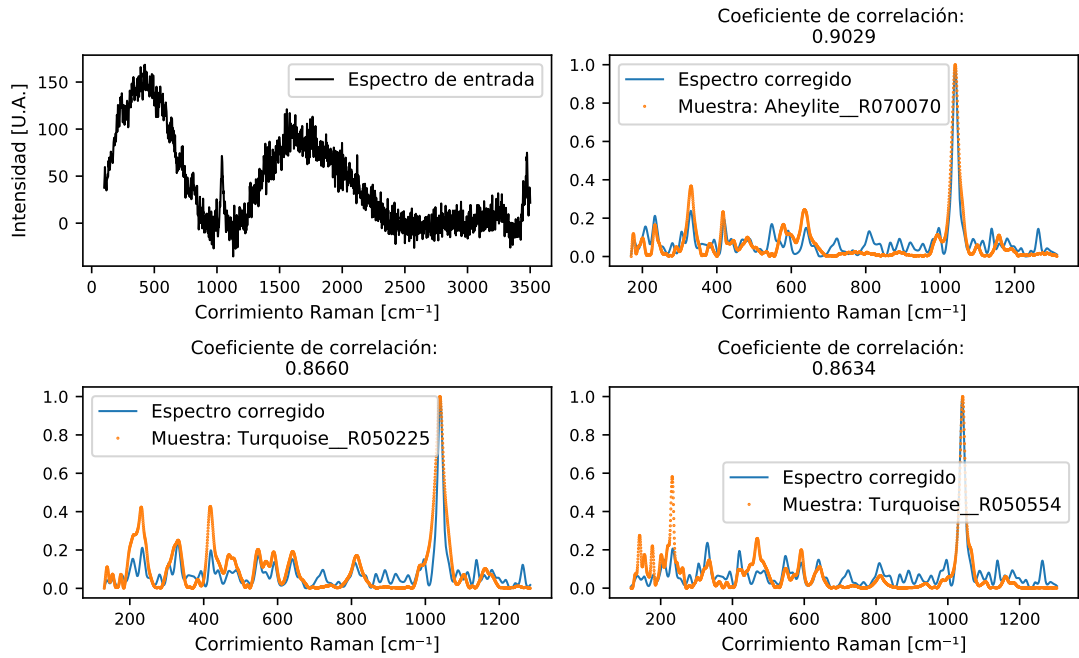 Espectro de entrada
150
100
50
0
Intensidad [U.A.]
0 500 1000 1500 2000 2500 3000 3500
Corrimiento Raman [cm⁻¹]
Coeficiente de correlación:
0.9029
Espectro corregido
Muestra: Aheylite__R070070
1.0
0.8
0.6
0.4
0.2
0.0
200 400 600 800 1000 1200
Corrimiento Raman [cm⁻¹]
Coeficiente de correlación:
0.8660
Espectro corregido
Muestra: Turquoise__R050225
1.0
0.8
0.6
0.4
0.2
0.0
200 400 600 800 1000 1200
Corrimiento Raman [cm⁻¹]
Coeficiente de correlación:
0.8634
Espectro corregido
Muestra: Turquoise__R050554
1.0
0.8
0.6
0.4
0.2
0.0
200 400 600 800 1000 1200
Corrimiento Raman [cm⁻¹]